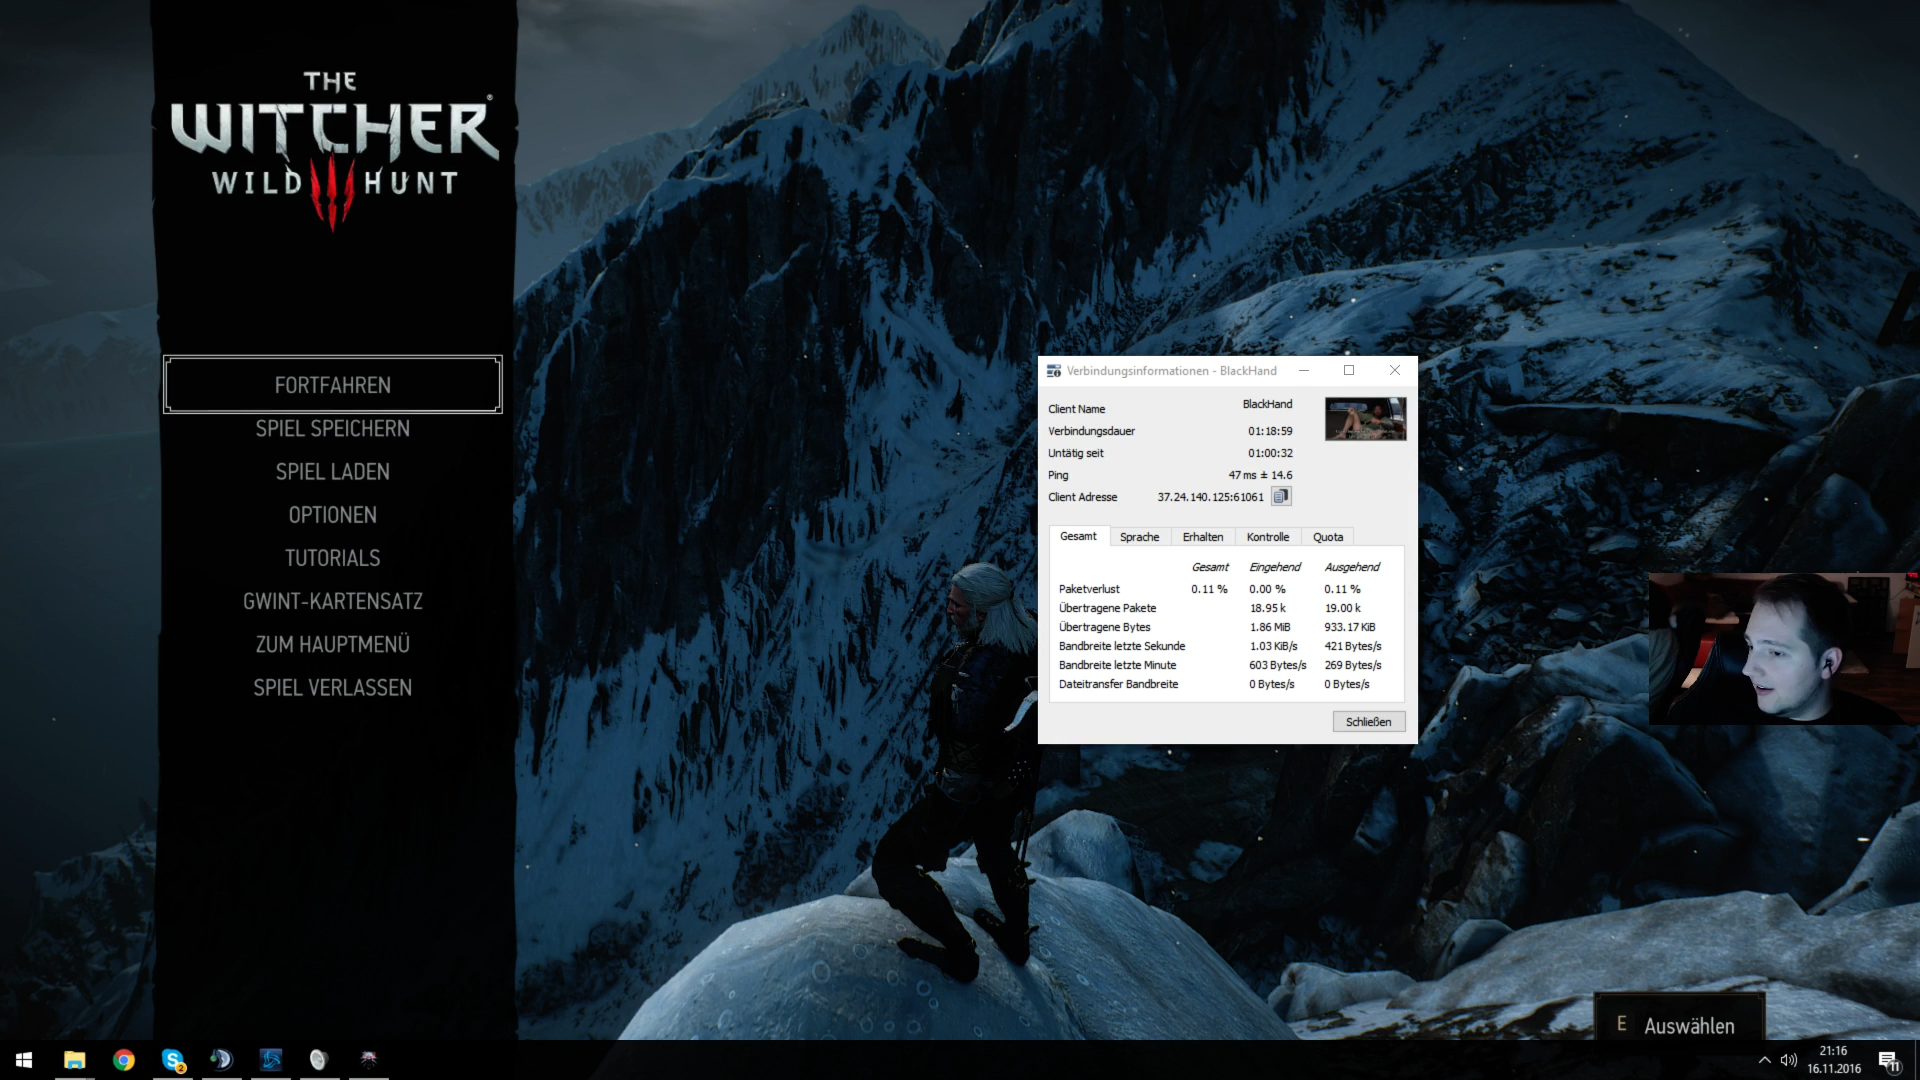 THE
WITCHER®
WILD HUNT
FORTFAHREN
SPIEL SPEICHERN
SPIEL LADEN
OPTIONEN
TUTORIALS
GWINT-KARTENSATZ
ZUM HAUPTMENÜ
SPIEL VERLASSEN
Verbindungsinformationen - BlackHand
Client Name BlackHand
Verbindungsdauer 01:18:59
Untätig seit 01:00:32
Ping 47 ms ± 14.6
Client Adresse 37.24.140.125:61061
Gesamt Sprache Erhalten Kontrolle Quota
Gesamt Eingehend Ausgehend
Paketverlust 0.11 % 0.00 % 0.11 %
Übertragene Pakete 18.95 k 19.00 k
Übertragene Bytes 1.86 MiB 933.17 KiB
Bandbreite letzte Sekunde 1.03 KiB/s 421 Bytes/s
Bandbreite letzte Minute 603 Bytes/s 269 Bytes/s
Dateitransfer Bandbreite 0 Bytes/s 0 Bytes/s
Schließen
E Auswählen
2
21:16
16.11.2016
11